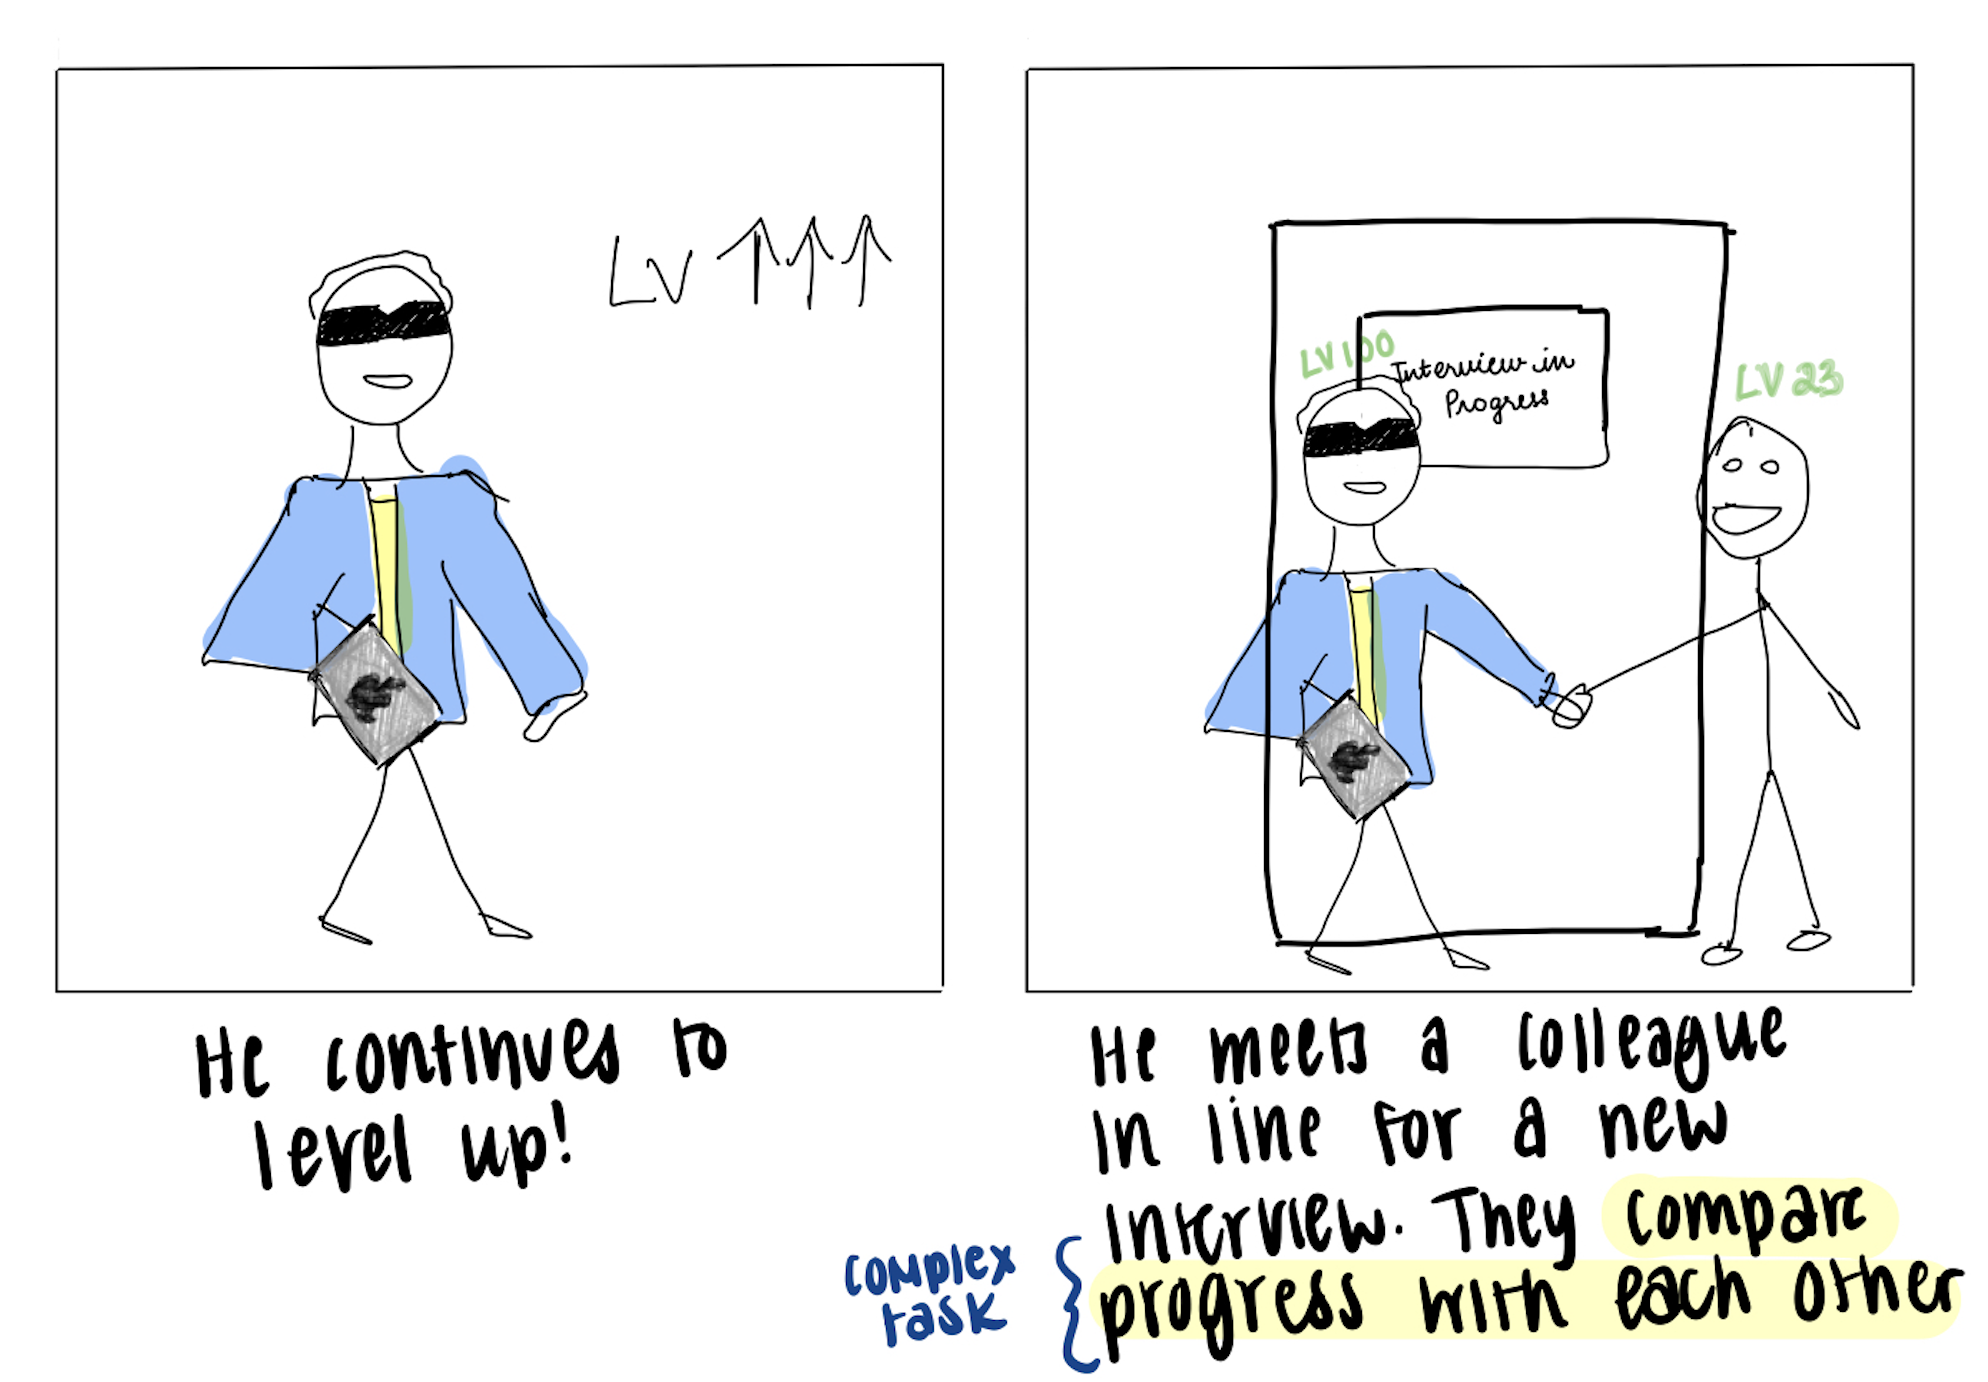 LV ↑↑↑
He continues to
level up!
LV 100
Interview in
Progress
LV 23
He meets a colleague
in line for a new
interview. They compare
progress with each other
complex
task